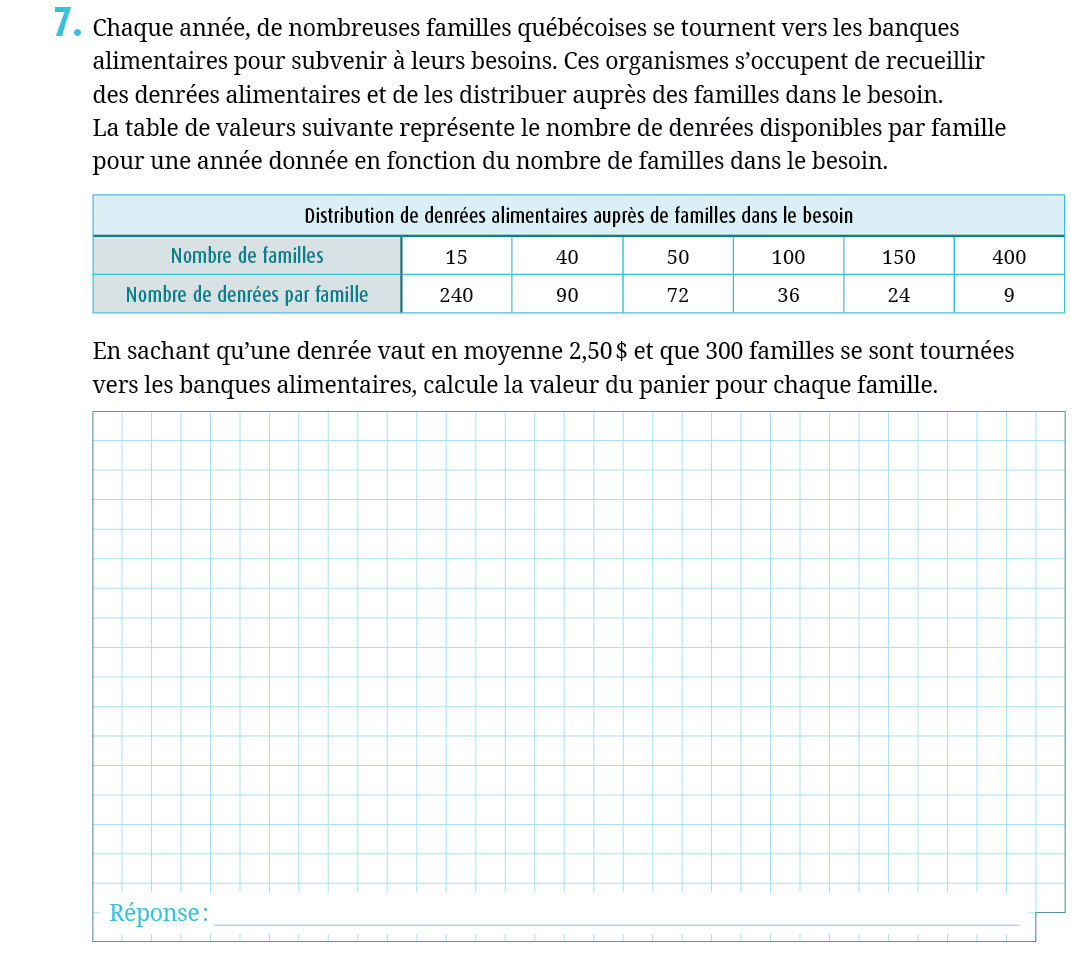 7. Chaque année, de nombreuses familles québécoises se tournent vers les banques
alimentaires pour subvenir à leurs besoins. Ces organismes s’occupent de recueillir
des denrées alimentaires et de les distribuer auprès des familles dans le besoin.
La table de valeurs suivante représente le nombre de denrées disponibles par famille
pour une année donnée en fonction du nombre de familles dans le besoin.
Distribution de denrées alimentaires auprès de familles dans le besoin
Nombre de familles 15 40 50 100 150 400
Nombre de denrées par famille 240 90 72 36 24 9
En sachant qu’une denrée vaut en moyenne 2,50 $ et que 300 familles se sont tournées
vers les banques alimentaires, calcule la valeur du panier pour chaque famille.
Réponse :